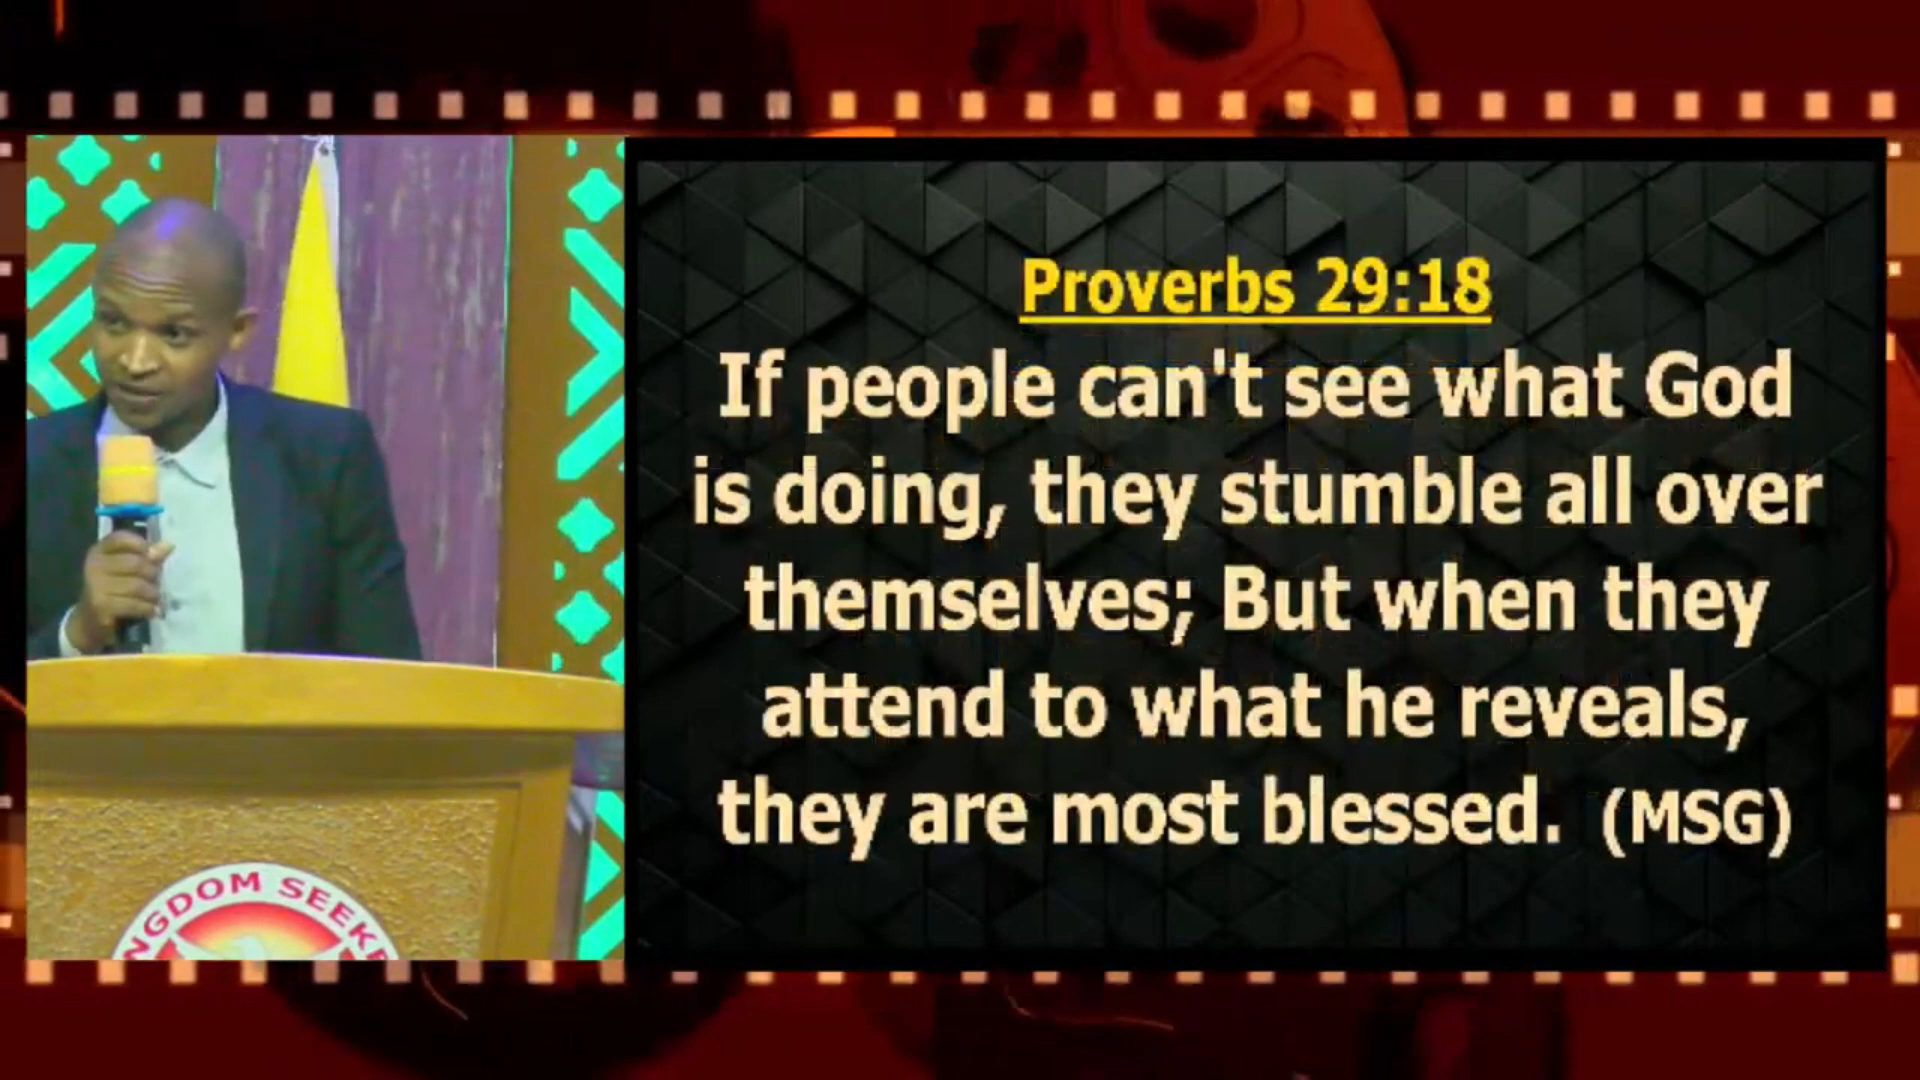 Proverbs 29:18
If people can't see what God
is doing, they stumble all over
themselves; But when they
attend to what he reveals,
they are most blessed. (MSG)
NGDOM SEEK